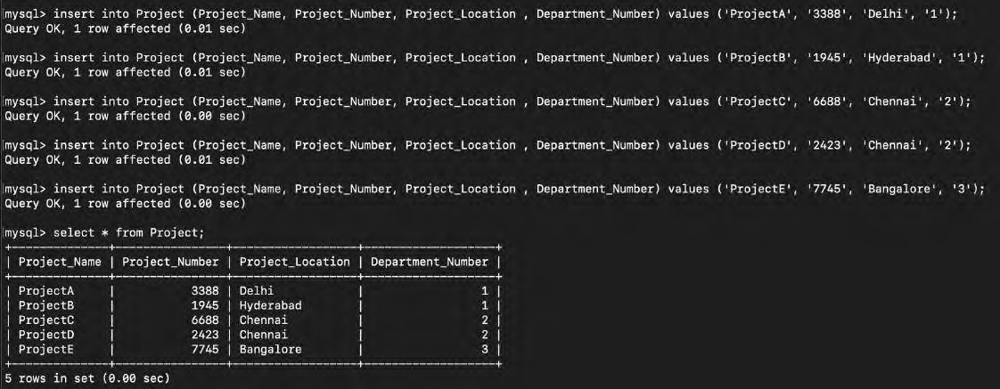 mysql> insert into Project (Project_Name, Project_Number, Project_Location , Department_Number) values ('ProjectA', '3388', 'Delhi', '1');
Query OK, 1 row affected (0.01 sec)
mysql> insert into Project (Project_Name, Project_Number, Project_Location , Department_Number) values ('ProjectB', '1945', 'Hyderabad', '1');
Query OK, 1 row affected (0.01 sec)
mysql> insert into Project (Project_Name, Project_Number, Project_Location , Department_Number) values ('ProjectC', '6688', 'Chennai', '2');
Query OK, 1 row affected (0.00 sec)
mysql> insert into Project (Project_Name, Project_Number, Project_Location , Department_Number) values ('ProjectD', '2423', 'Chennai', '2');
Query OK, 1 row affected (0.01 sec)
mysql> insert into Project (Project_Name, Project_Number, Project_Location , Department_Number) values ('ProjectE', '7745', 'Bangalore', '3');
Query OK, 1 row affected (0.00 sec)
mysql> select * from Project;
+--------------+----------------+------------------+-------------------+
| Project_Name | Project_Number | Project_Location | Department_Number |
+--------------+----------------+------------------+-------------------+
| ProjectA     |           3388 | Delhi            |                 1 |
| ProjectB     |           1945 | Hyderabad        |                 1 |
| ProjectC     |           6688 | Chennai          |                 2 |
| ProjectD     |           2423 | Chennai          |                 2 |
| ProjectE     |           7745 | Bangalore        |                 3 |
+--------------+----------------+------------------+-------------------+
5 rows in set (0.00 sec)